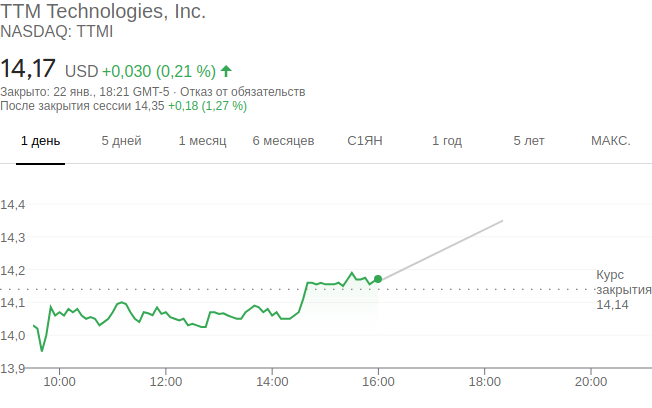 TTM Technologies, Inc.
NASDAQ: TTMI
14,17 USD +0,030 (0,21 %)
Закрыто: 22 янв., 18:21 GMT-5 · Отказ от обязательств
После закрытия сессии 14,35 +0,18 (1,27 %)
1 день 5 дней 1 месяц 6 месяцев С1ЯН 1 год 5 лет МАКС.
14,4
14,3
14,2
14,1
14,0
13,9
Курс
закрытия
14,14
10:00 12:00 14:00 16:00 18:00 20:00